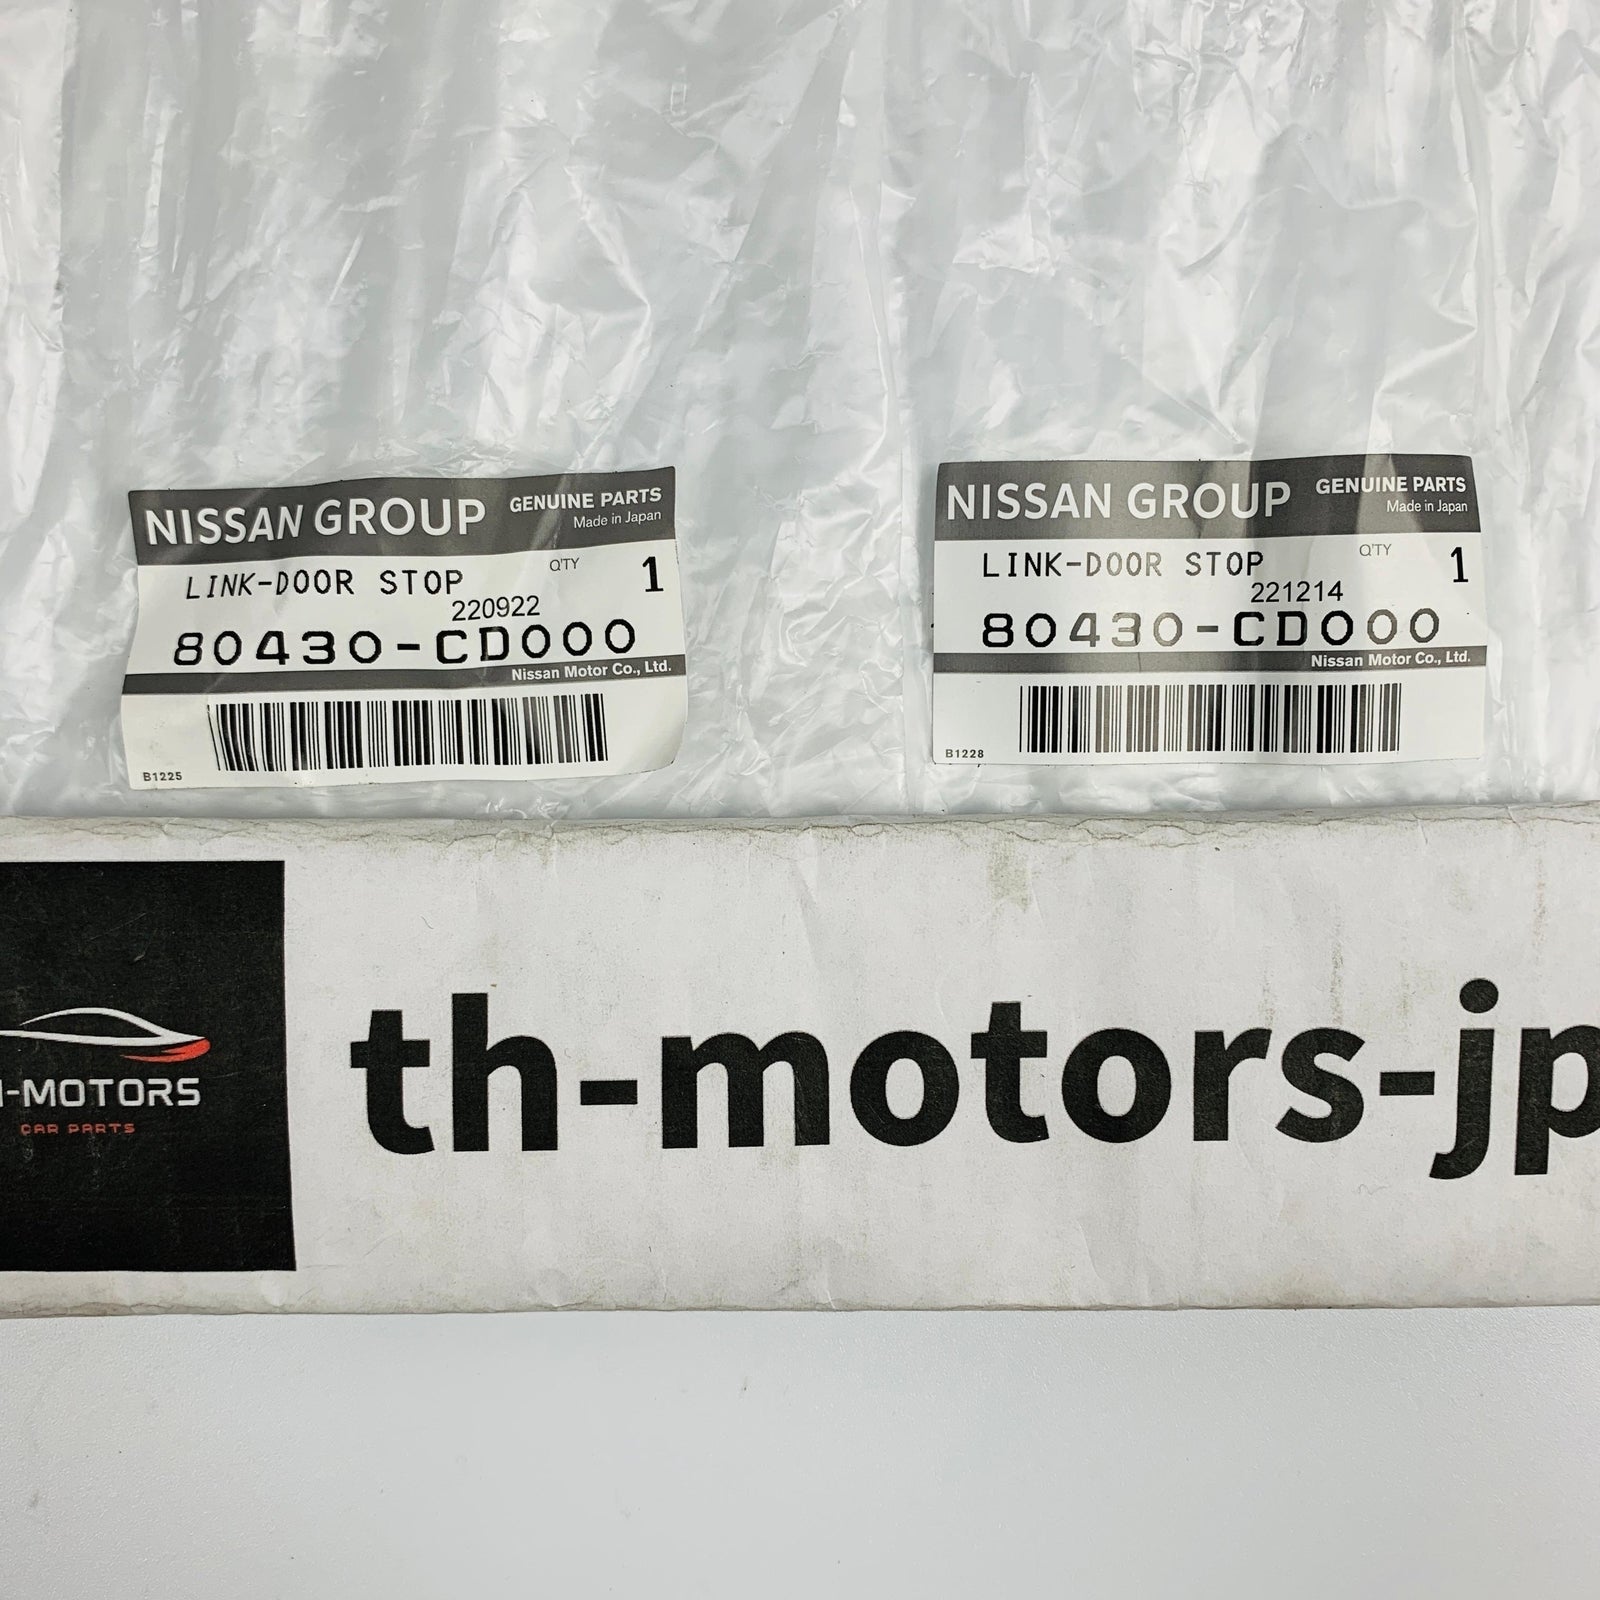 NISSAN GROUP GENUINE PARTS
Made in Japan
LINK-DOOR STOP Q'TY 1
220922
80430-CD000
Nissan Motor Co., Ltd.
B1225
NISSAN GROUP GENUINE PARTS
Made in Japan
LINK-DOOR STOP Q'TY 1
221214
80430-CD000
Nissan Motor Co., Ltd.
B1228
-MOTORS
CAR PARTS
th-motors-jp